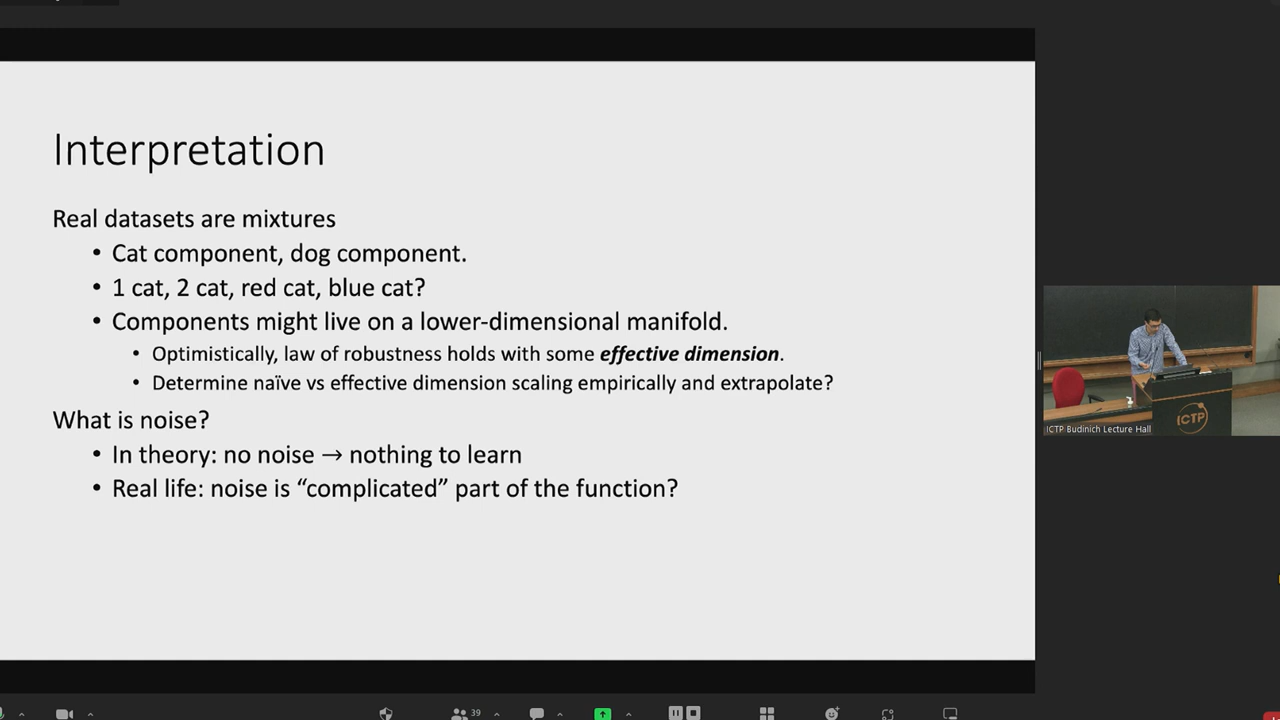 Interpretation
Real datasets are mixtures
• Cat component, dog component.
• 1 cat, 2 cat, red cat, blue cat?
• Components might live on a lower-dimensional manifold.
• Optimistically, law of robustness holds with some effective dimension.
• Determine naïve vs effective dimension scaling empirically and extrapolate?
What is noise?
• In theory: no noise → nothing to learn
• Real life: noise is “complicated” part of the function?
ICTP
ICTP Budinich Lecture Hall
39